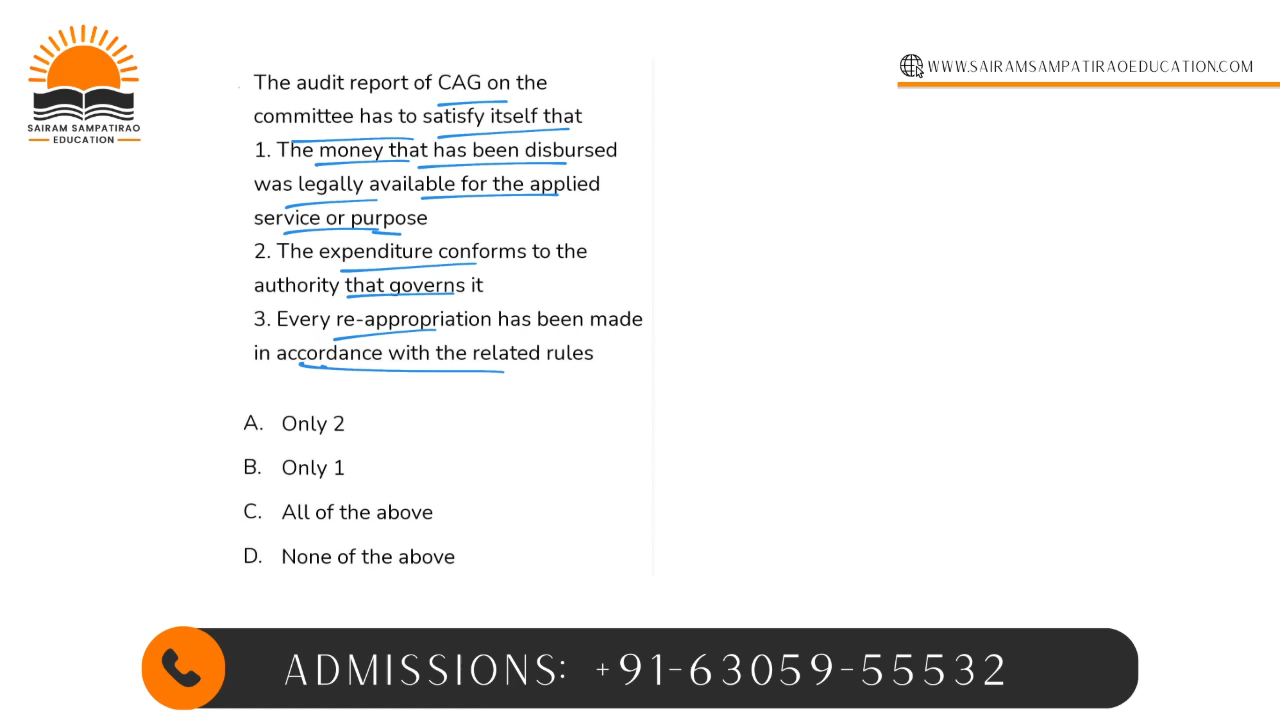 SAIRAM SAMPATIRAO
EDUCATION
WWW.SAIRAMSAMPATIRAOEDUCATION.COM
The audit report of CAG on the
committee has to satisfy itself that
1. The money that has been disbursed
was legally available for the applied
service or purpose
2. The expenditure conforms to the
authority that governs it
3. Every re-appropriation has been made
in accordance with the related rules
A. Only 2
B. Only 1
C. All of the above
D. None of the above
ADMISSIONS: +91-63059-55532